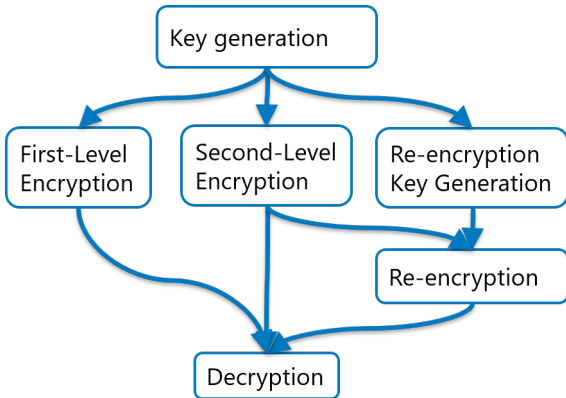 Key generation
First-Level
Encryption
Second-Level
Encryption
Re-encryption
Key Generation
Re-encryption
Decryption